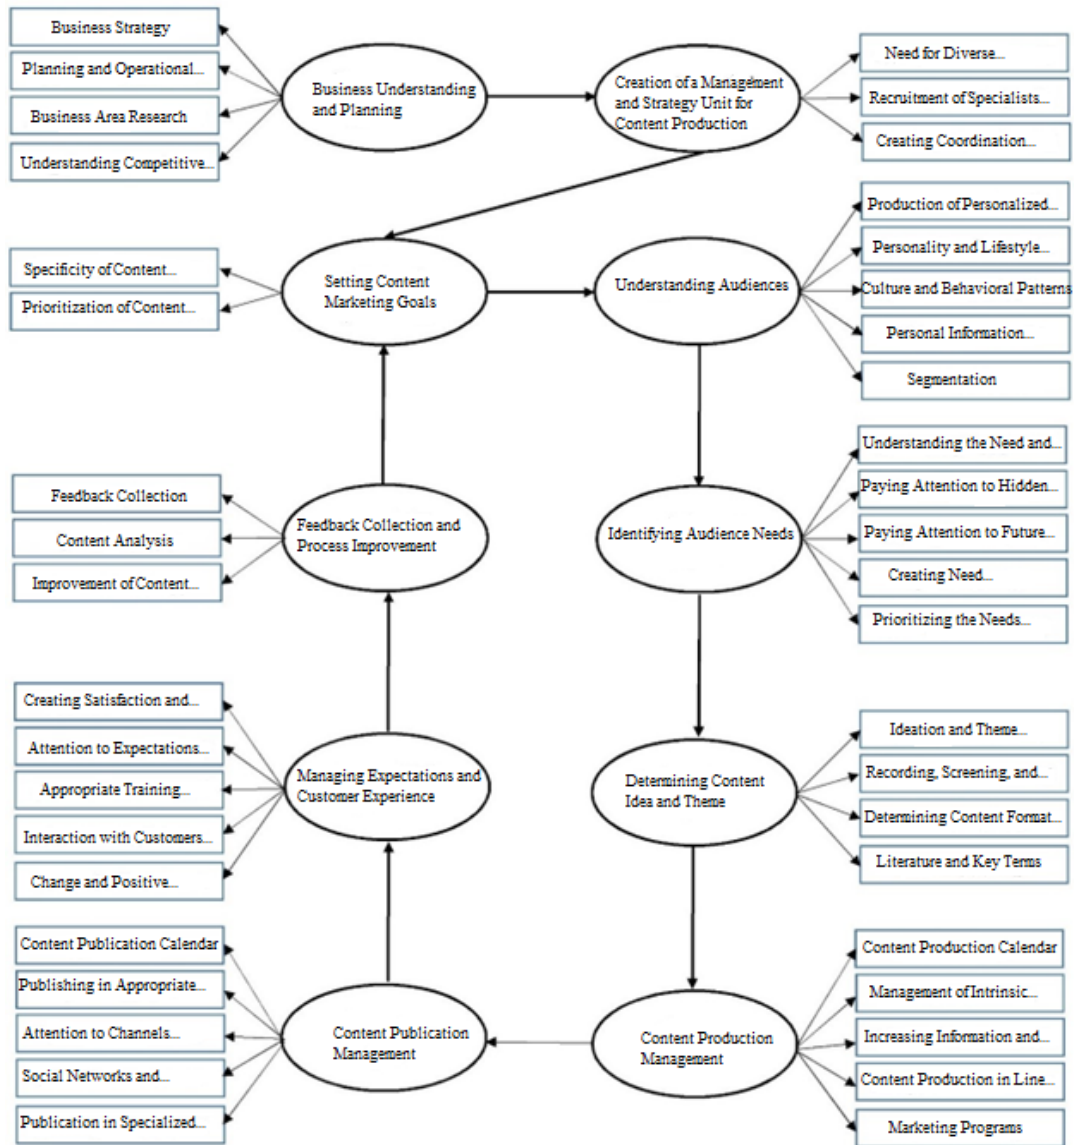 Business Strategy
Planning and Operational...
Business Area Research
Understanding Competitive...
Business Understanding
and Planning
Creation of a Management
and Strategy Unit for
Content Production
Need for Diverse...
Recruitment of Specialists...
Creating Coordination...
Specificity of Content...
Prioritization of Content...
Setting Content
Marketing Goals
Understanding Audiences
Production of Personalized...
Personality and Lifestyle...
Culture and Behavioral Patterns
Personal Information...
Segmentation
Feedback Collection
Content Analysis
Improvement of Content...
Feedback Collection and
Process Improvement
Identifying Audience Needs
Understanding the Need and...
Paying Attention to Hidden...
Paying Attention to Future...
Creating Need...
Prioritizing the Needs...
Creating Satisfaction and...
Attention to Expectations...
Appropriate Training...
Interaction with Customers...
Change and Positive...
Managing Expectations and
Customer Experience
Determining Content
Idea and Theme
Ideation and Theme...
Recording, Screening, and...
Determining Content Format...
Literature and Key Terms
Content Publication Calendar
Publishing in Appropriate...
Attention to Channels...
Social Networks and...
Publication in Specialized...
Content Publication
Management
Content Production
Management
Content Production Calendar
Management of Intrinsic...
Increasing Information and...
Content Production in Line...
Marketing Programs